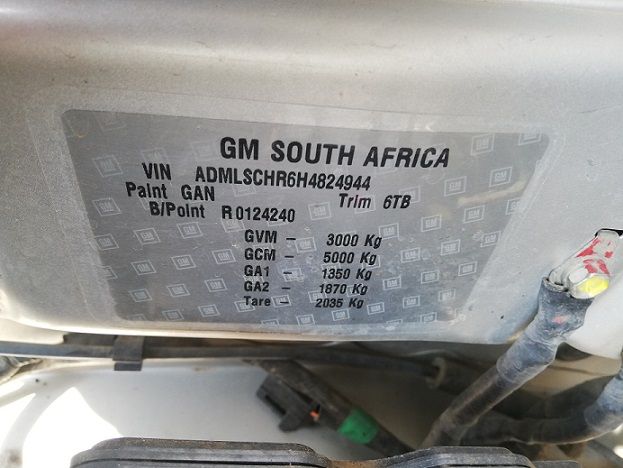 GM SOUTH AFRICA
VIN ADMLSCHR6H4824944
Paint GAN Trim 6TB
B/Point R0124240
GVM - 3000 Kg
GCM - 5000 Kg
GA1 - 1350 Kg
GA2 - 1870 Kg
Tare - 2035 Kg